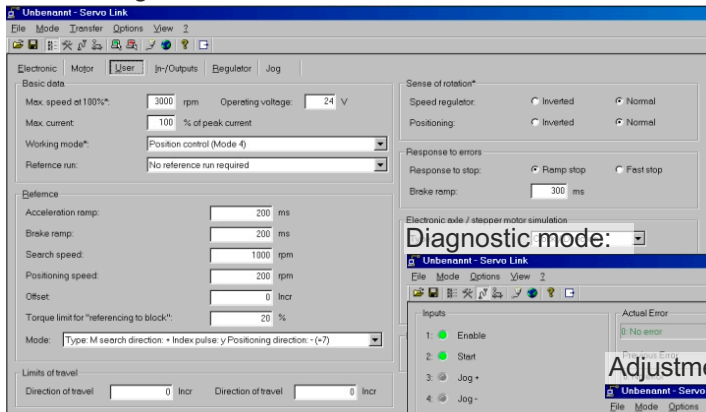 Unbenannt - Servo Link
File Mode Transfer Options View ?
Electronic Motor User In-/Outputs Regulator Jog
Basic data
Max. speed at 100%*: 3000 rpm Operating voltage: 24 V
Max. current: 100 % of peak current
Working mode*: Position control (Mode 4)
Refernce run: No reference run required
Refernce
Acceleration ramp: 200 ms
Brake ramp: 200 ms
Search speed: 1000 rpm
Positioning speed: 200 rpm
Offset: 0 Incr
Torque limit for "referencing to block": 20 %
Mode: Type: M search direction: + Index pulse: y Positioning direction: - (=7)
Limits of travel
Direction of travel 0 Incr Direction of travel 0 Incr
Sense of rotation*
Speed regulator: Inverted Normal
Positioning: Inverted Normal
Response to errors
Response to stop: Ramp stop Fast stop
Brake ramp: 300 ms
Electronic axle / stepper motor simulation
Diagnostic mode:
Unbenannt - Servo Link
File Mode Options View ?
Inputs
1: Enable
2: Start
3: Jog +
4: Jog -
Actual Error
0: No error
Previous Error
Adjustme
Unbenannt - Servo
File Mode Options